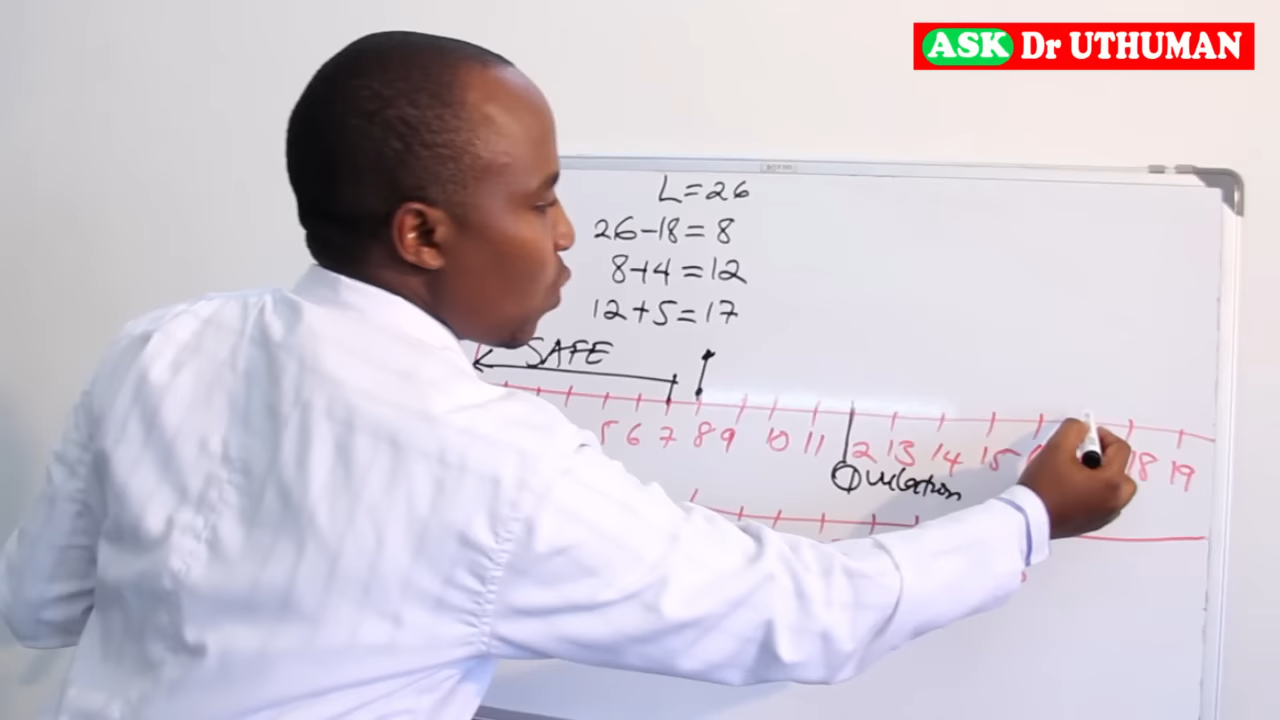 ASK Dr UTHUMAN
L=26
26-18=8
8+4=12
12+5=17
SAFE
5 6 7 8 9 10 11 12 13 14 15 18 19
Ovulation